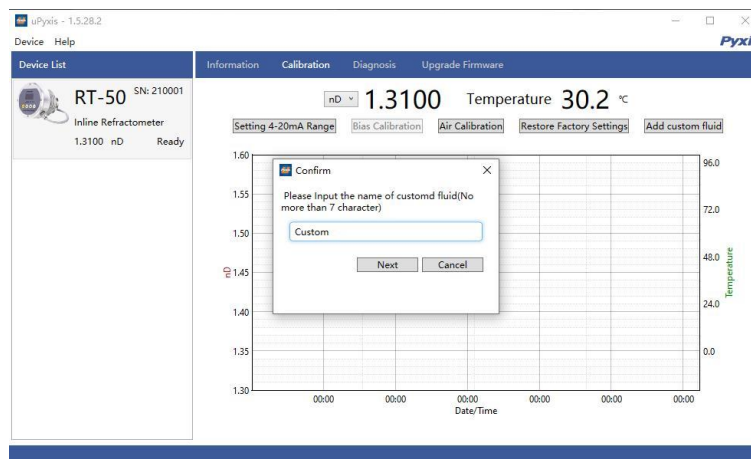 uPyxis - 1.5.28.2
Device Help
Pyxi
Device List
Information Calibration Diagnosis Upgrade Firmware
RT-50 SN: 210001
Inline Refractometer
1.3100 nD Ready
nD 1.3100 Temperature 30.2 ℃
Setting 4-20mA Range Bias Calibration Air Calibration Restore Factory Settings Add custom fluid
Confirm
Please Input the name of customd fluid(No
more than 7 character)
Custom
Next Cancel
nD
1.60
1.55
1.50
1.45
1.40
1.35
1.30
96.0
72.0
48.0
24.0
0.0
Temperature
00:00 00:00 00:00 00:00 00:00 00:00
Date/Time